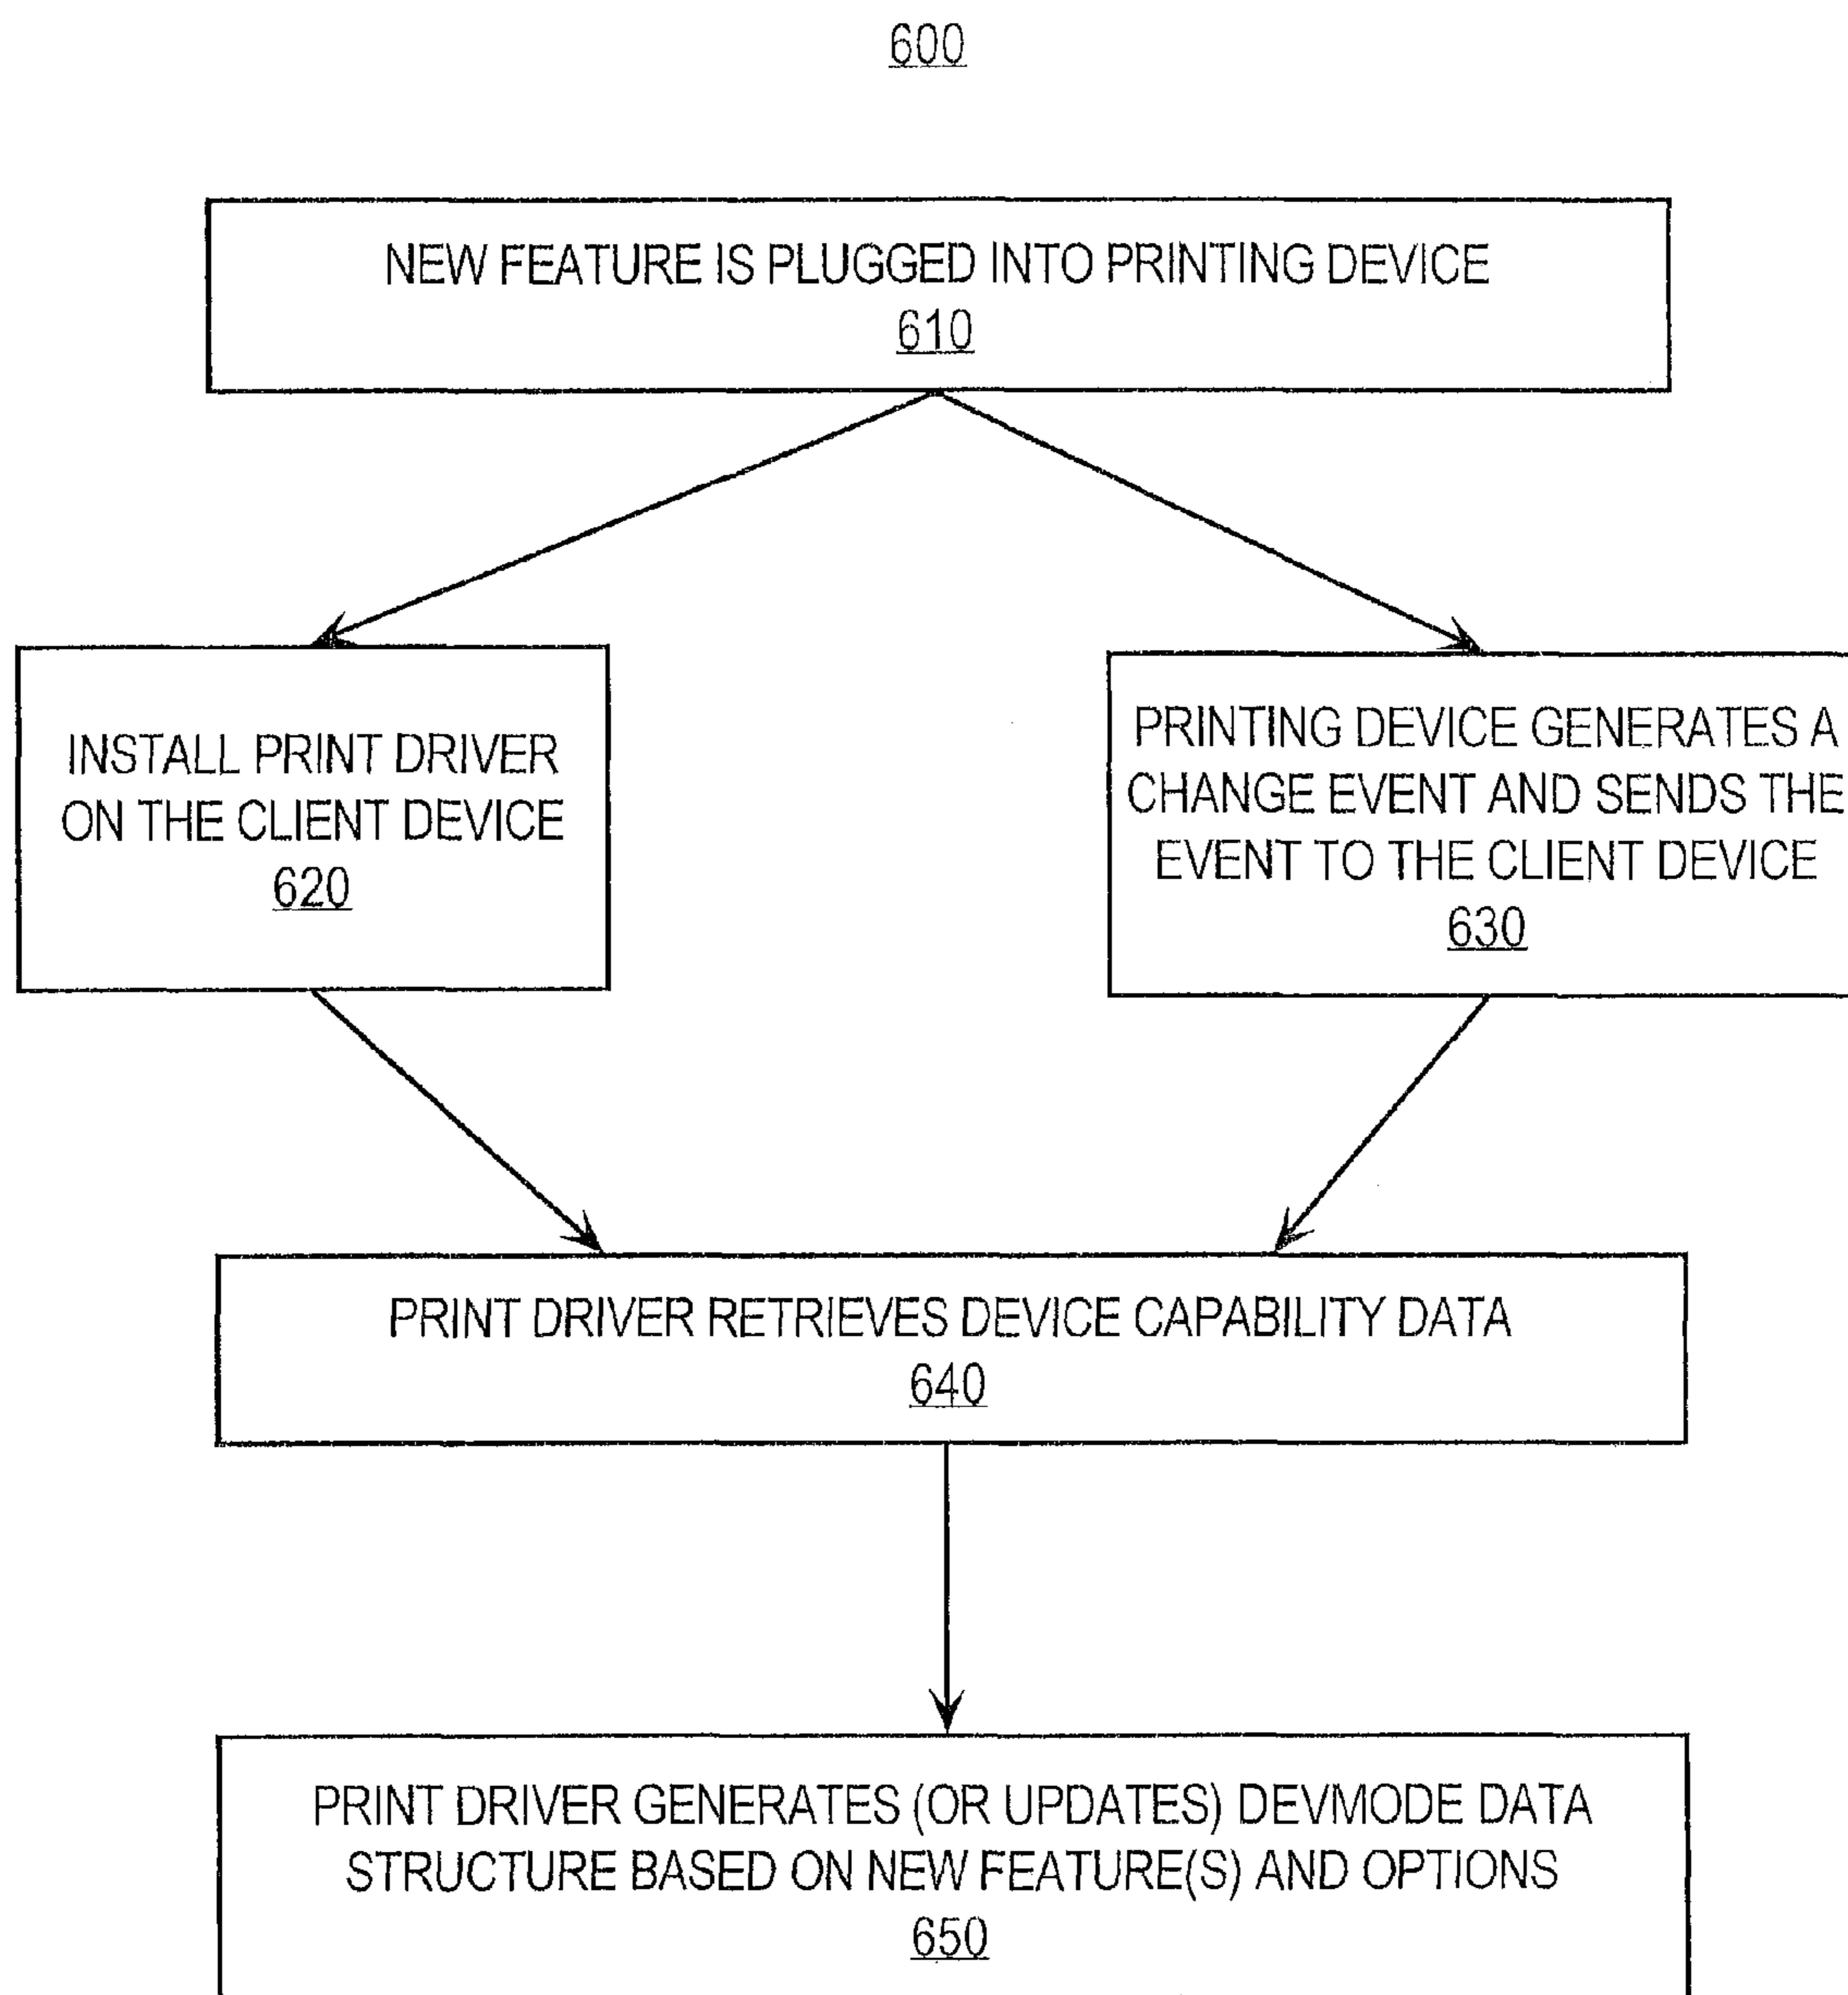 600
NEW FEATURE IS PLUGGED INTO PRINTING DEVICE
610
INSTALL PRINT DRIVER
ON THE CLIENT DEVICE
620
PRINTING DEVICE GENERATES A
CHANGE EVENT AND SENDS THE
EVENT TO THE CLIENT DEVICE
630
PRINT DRIVER RETRIEVES DEVICE CAPABILITY DATA
640
PRINT DRIVER GENERATES (OR UPDATES) DEVMODE DATA
STRUCTURE BASED ON NEW FEATURE(S) AND OPTIONS
650